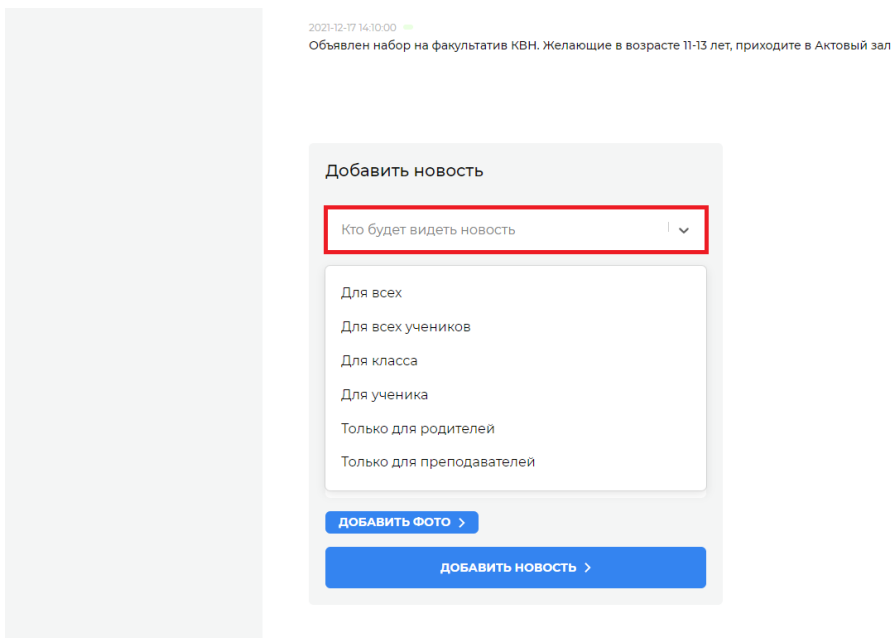 2021-12-17 14:10:00
Объявлен набор на факультатив КВН. Желающие в возрасте 11-13 лет, приходите в Актовый зал
Добавить новость
Кто будет видеть новость
Для всех
Для всех учеников
Для класса
Для ученика
Только для родителей
Только для преподавателей
ДОБАВИТЬ ФОТО >
ДОБАВИТЬ НОВОСТЬ >